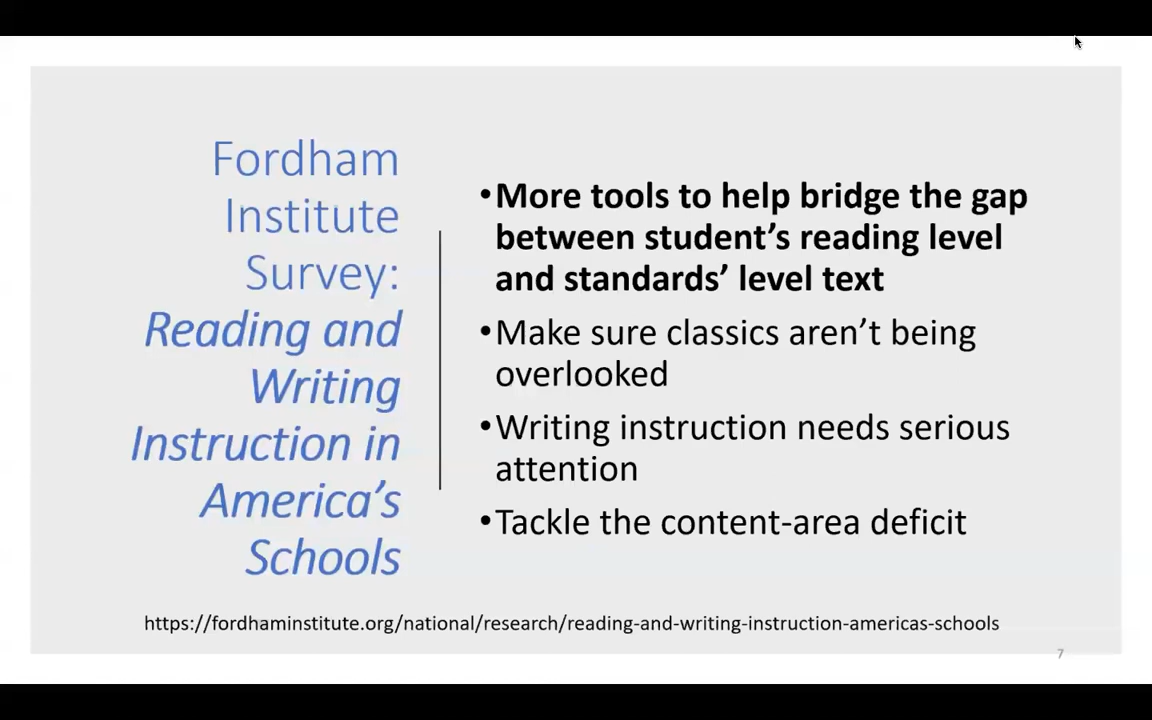 Fordham
Institute
Survey:
Reading and
Writing
Instruction in
America’s
Schools
•More tools to help bridge the gap
between student’s reading level
and standards’ level text
•Make sure classics aren’t being
overlooked
•Writing instruction needs serious
attention
•Tackle the content-area deficit
https://fordhaminstitute.org/national/research/reading-and-writing-instruction-americas-schools
7